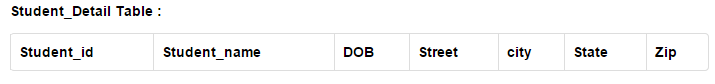 Student_Detail Table :
Student_id Student_name DOB Street city State Zip